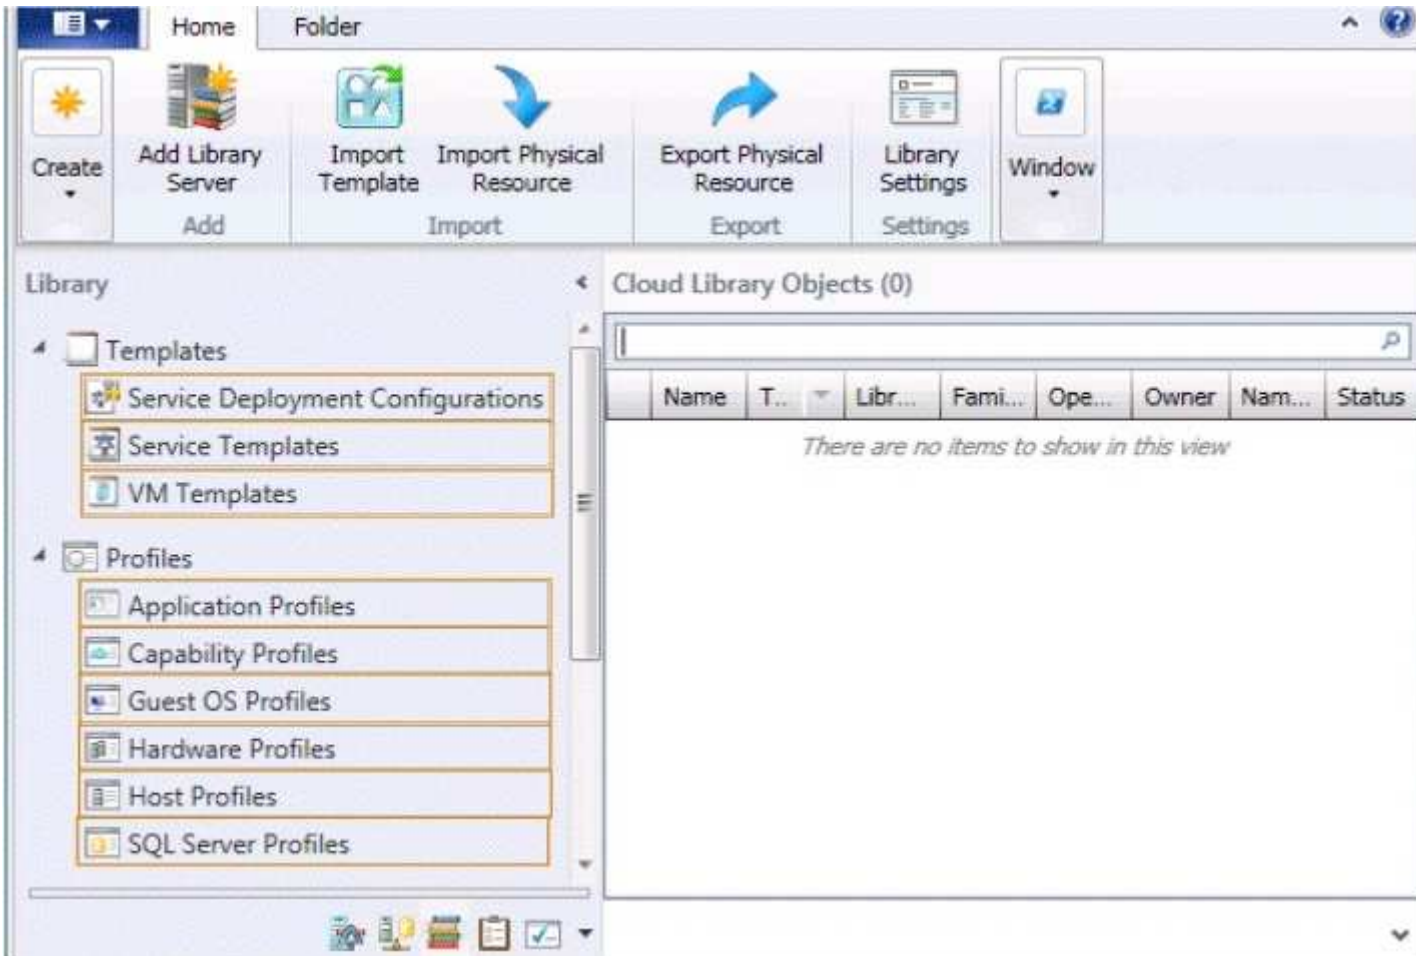 Home Folder
Create
Add Library
Server
Import
Template
Import Physical
Resource
Export Physical
Resource
Library
Settings
Window
Add
Import
Export
Settings
Library
Cloud Library Objects (0)
Templates
Service Deployment Configurations
Service Templates
VM Templates
Profiles
Application Profiles
Capability Profiles
Guest OS Profiles
Hardware Profiles
Host Profiles
SQL Server Profiles
Name T... Libr... Fami... Ope... Owner Nam... Status
There are no items to show in this view